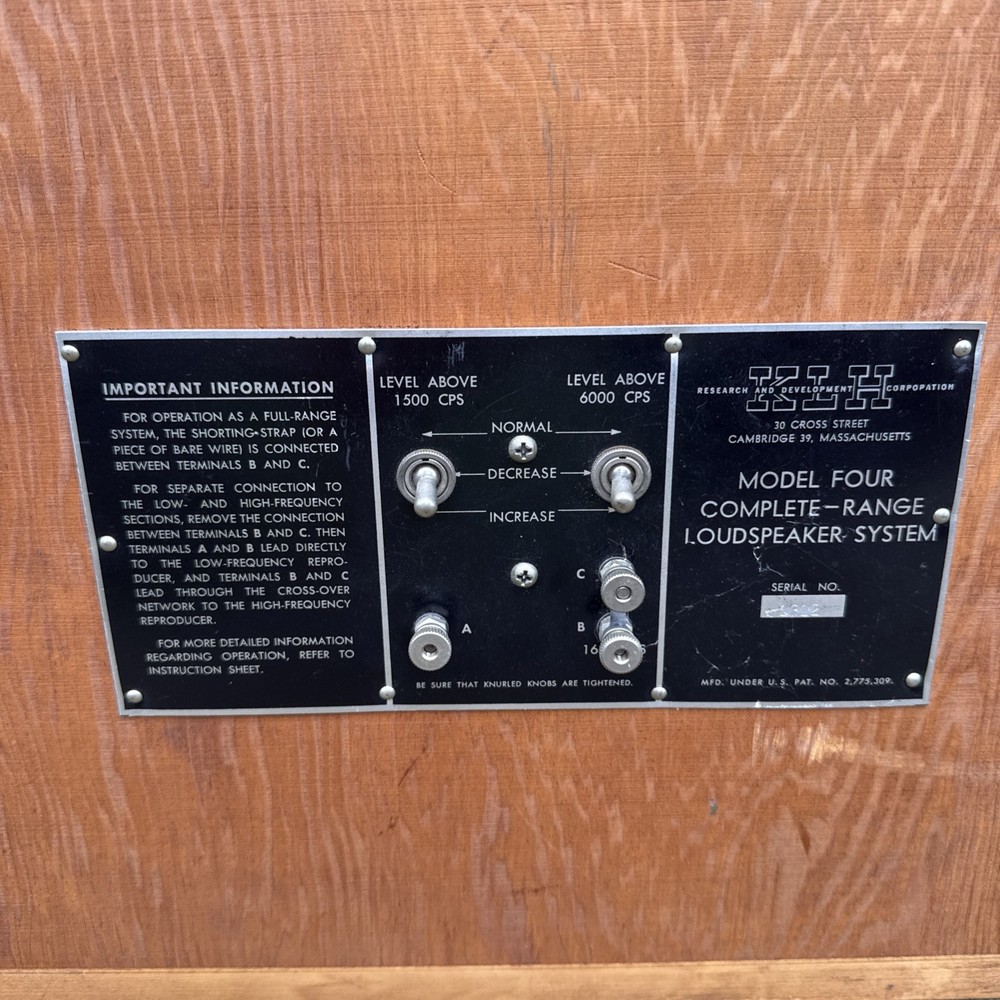 IMPORTANT INFORMATION
FOR OPERATION AS A FULL-RANGE
SYSTEM, THE SHORTING-STRAP (OR A
PIECE OF BARE WIRE) IS CONNECTED
BETWEEN TERMINALS B AND C.
FOR SEPARATE CONNECTION TO
THE LOW- AND HIGH-FREQUENCY
SECTIONS, REMOVE THE CONNECTION
BETWEEN TERMINALS B AND C. THEN
TERMINALS A AND B LEAD DIRECTLY
TO THE LOW-FREQUENCY REPRO-
DUCER, AND TERMINALS B AND C
LEAD THROUGH THE CROSS-OVER
NETWORK TO THE HIGH-FREQUENCY
REPRODUCER.
FOR MORE DETAILED INFORMATION
REGARDING OPERATION, REFER TO
INSTRUCTION SHEET.
LEVEL ABOVE
1500 CPS
LEVEL ABOVE
6000 CPS
NORMAL
DECREASE
INCREASE
C
A
B
BE SURE THAT KNURLED KNOBS ARE TIGHTENED.
KLH
RESEARCH AND DEVELOPMENT CORPORATION
30 CROSS STREET
CAMBRIDGE 39, MASSACHUSETTS
MODEL FOUR
COMPLETE-RANGE
LOUDSPEAKER SYSTEM
SERIAL NO.
MFD. UNDER U.S. PAT. NO. 2,775,309.